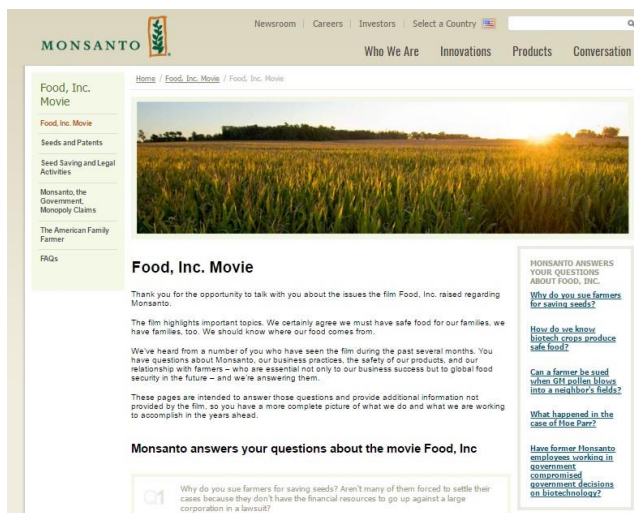 Newsroom | Careers | Investors | Select a Country
MONSANTO
Who We Are Innovations Products Conversation
Food, Inc.
Movie
Food, Inc. Movie
Seeds and Patents
Seed Saving and Legal
Activities
Monsanto, the
Government,
Monopoly Claims
The American Family
Farmer
FAQs
Home / Food, Inc. Movie / Food, Inc. Movie
Food, Inc. Movie
Thank you for the opportunity to talk with you about the issues the film Food, Inc. raised regarding
Monsanto.
The film highlights important topics. We certainly agree we must have safe food for our families, we
have families, too. We should know where our food comes from.
We've heard from a number of you who have seen the film during the past several months. You
have questions about Monsanto, our business practices, the safety of our products, and our
relationship with farmers – who are essential not only to our business success but to global food
security in the future – and we're answering them.
These pages are intended to answer those questions and provide additional information not
provided by the film, so you have a more complete picture of what we do and what we are working
to accomplish in the years ahead.
Monsanto answers your questions about the movie Food, Inc
Q1
Why do you sue farmers for saving seeds? Aren't many of them forced to settle their
cases because they don't have the financial resources to go up against a large
corporation in a lawsuit?
MONSANTO ANSWERS
YOUR QUESTIONS
ABOUT FOOD, INC.
Why do you sue farmers
for saving seeds?
How do we know
biotech crops produce
safe food?
Can a farmer be sued
when GM pollen blows
into a neighbor's fields?
What happened in the
case of Moe Parr?
Have former Monsanto
employees working in
government
compromised
government decisions
on biotechnology?